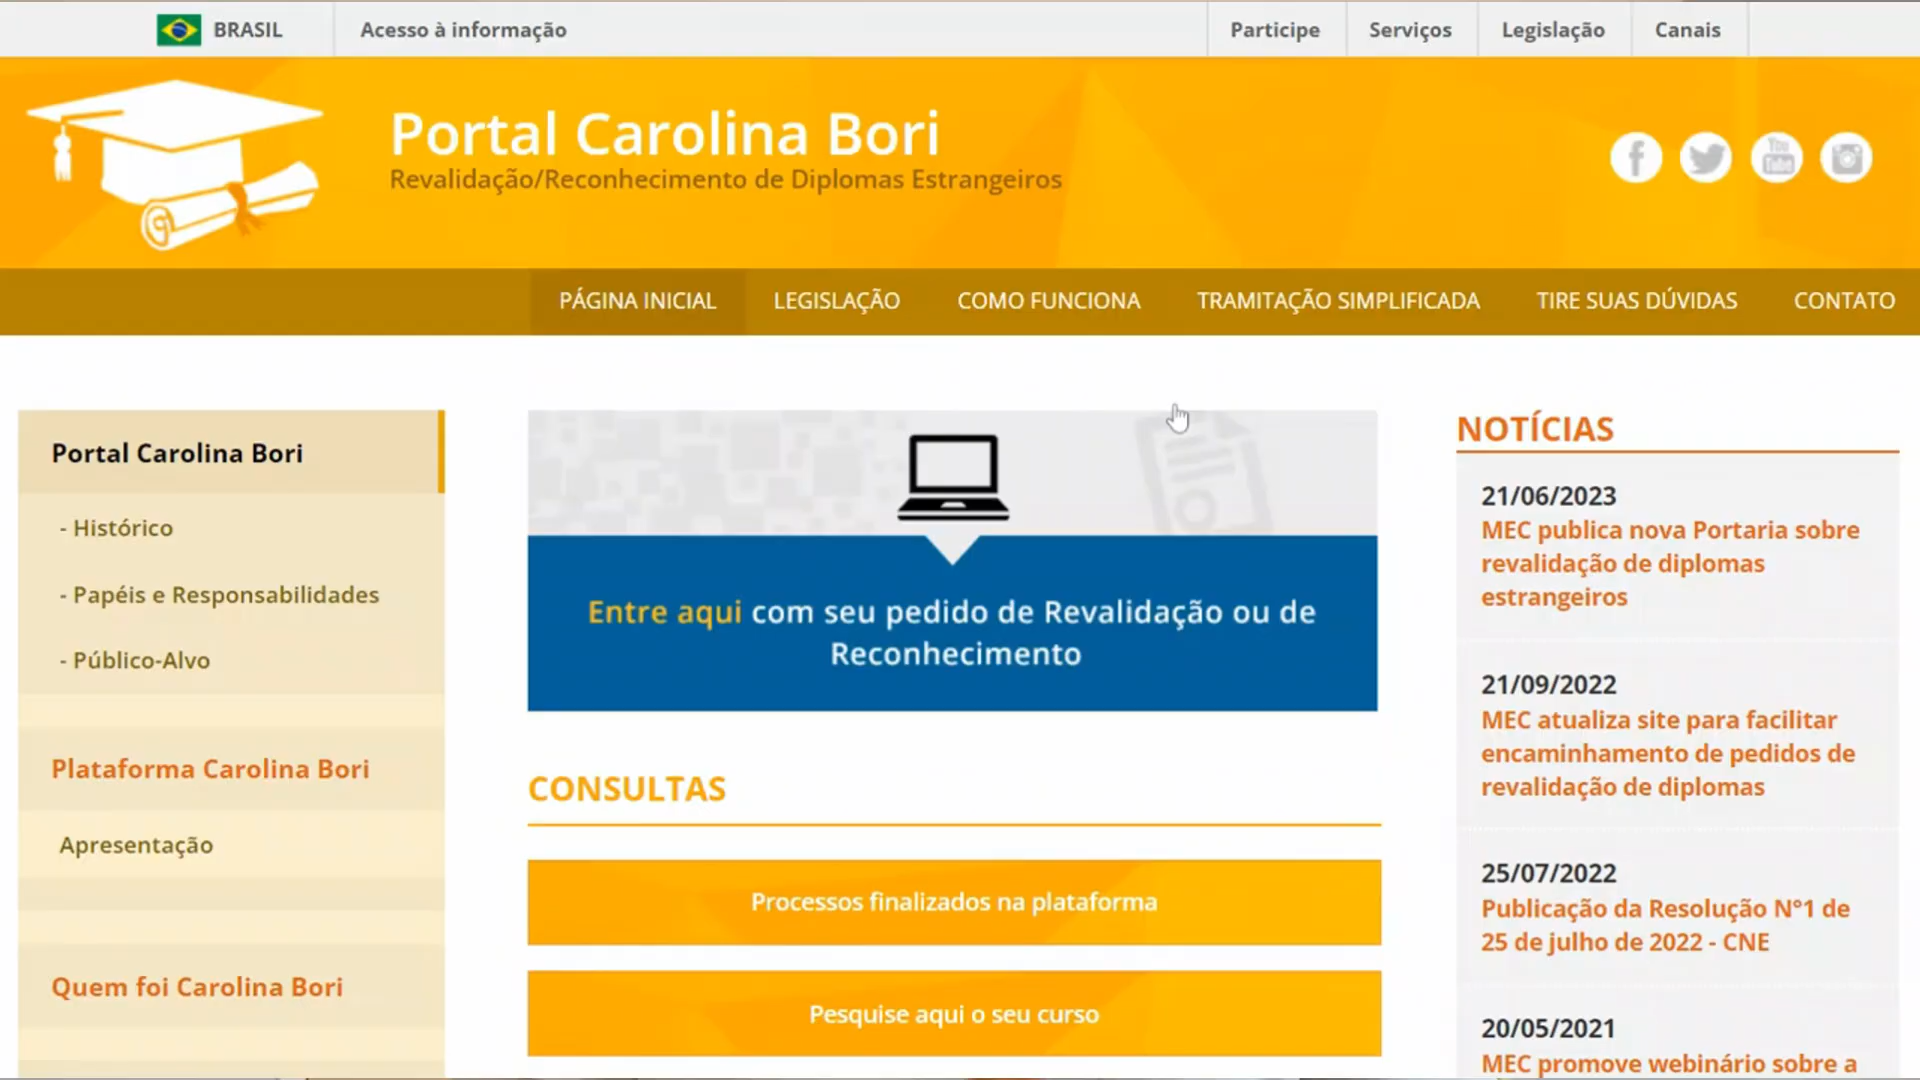 BRASIL
Acesso à informação
Participe
Serviços
Legislação
Canais
Portal Carolina Bori
Revalidação/Reconhecimento de Diplomas Estrangeiros
You
Tube
PÁGINA INICIAL
LEGISLAÇÃO
COMO FUNCIONA
TRAMITAÇÃO SIMPLIFICADA
TIRE SUAS DÚVIDAS
CONTATO
Portal Carolina Bori
- Histórico
- Papéis e Responsabilidades
- Público-Alvo
Plataforma Carolina Bori
Apresentação
Quem foi Carolina Bori
Entre aqui com seu pedido de Revalidação ou de
Reconhecimento
CONSULTAS
Processos finalizados na plataforma
Pesquise aqui o seu curso
NOTÍCIAS
21/06/2023
MEC publica nova Portaria sobre
revalidação de diplomas
estrangeiros
21/09/2022
MEC atualiza site para facilitar
encaminhamento de pedidos de
revalidação de diplomas
25/07/2022
Publicação da Resolução N°1 de
25 de julho de 2022 - CNE
20/05/2021
MEC promove webinário sobre a